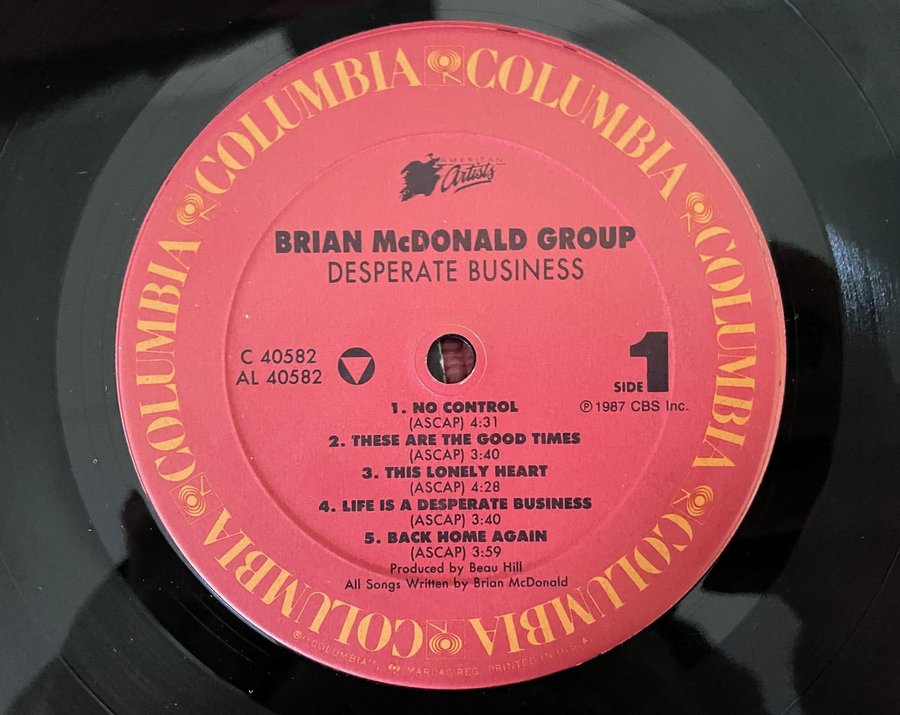 COLUMBIA COLUMBIA COLUMBIA COLUMBIA COLUMBIA COLUMBIA COLUMBIA COLUMBIA
AMERICAN
Artists
BRIAN McDONALD GROUP
DESPERATE BUSINESS
C 40582
AL 40582
SIDE 1
℗ 1987 CBS Inc.
1. NO CONTROL
(ASCAP) 4:31
2. THESE ARE THE GOOD TIMES
(ASCAP) 3:40
3. THIS LONELY HEART
(ASCAP) 4:28
4. LIFE IS A DESPERATE BUSINESS
(ASCAP) 3:40
5. BACK HOME AGAIN
(ASCAP) 3:59
Produced by Beau Hill
All Songs Written by Brian McDonald
®"COLUMBIA", MARCAS REG. PRINTED IN U.S.A.